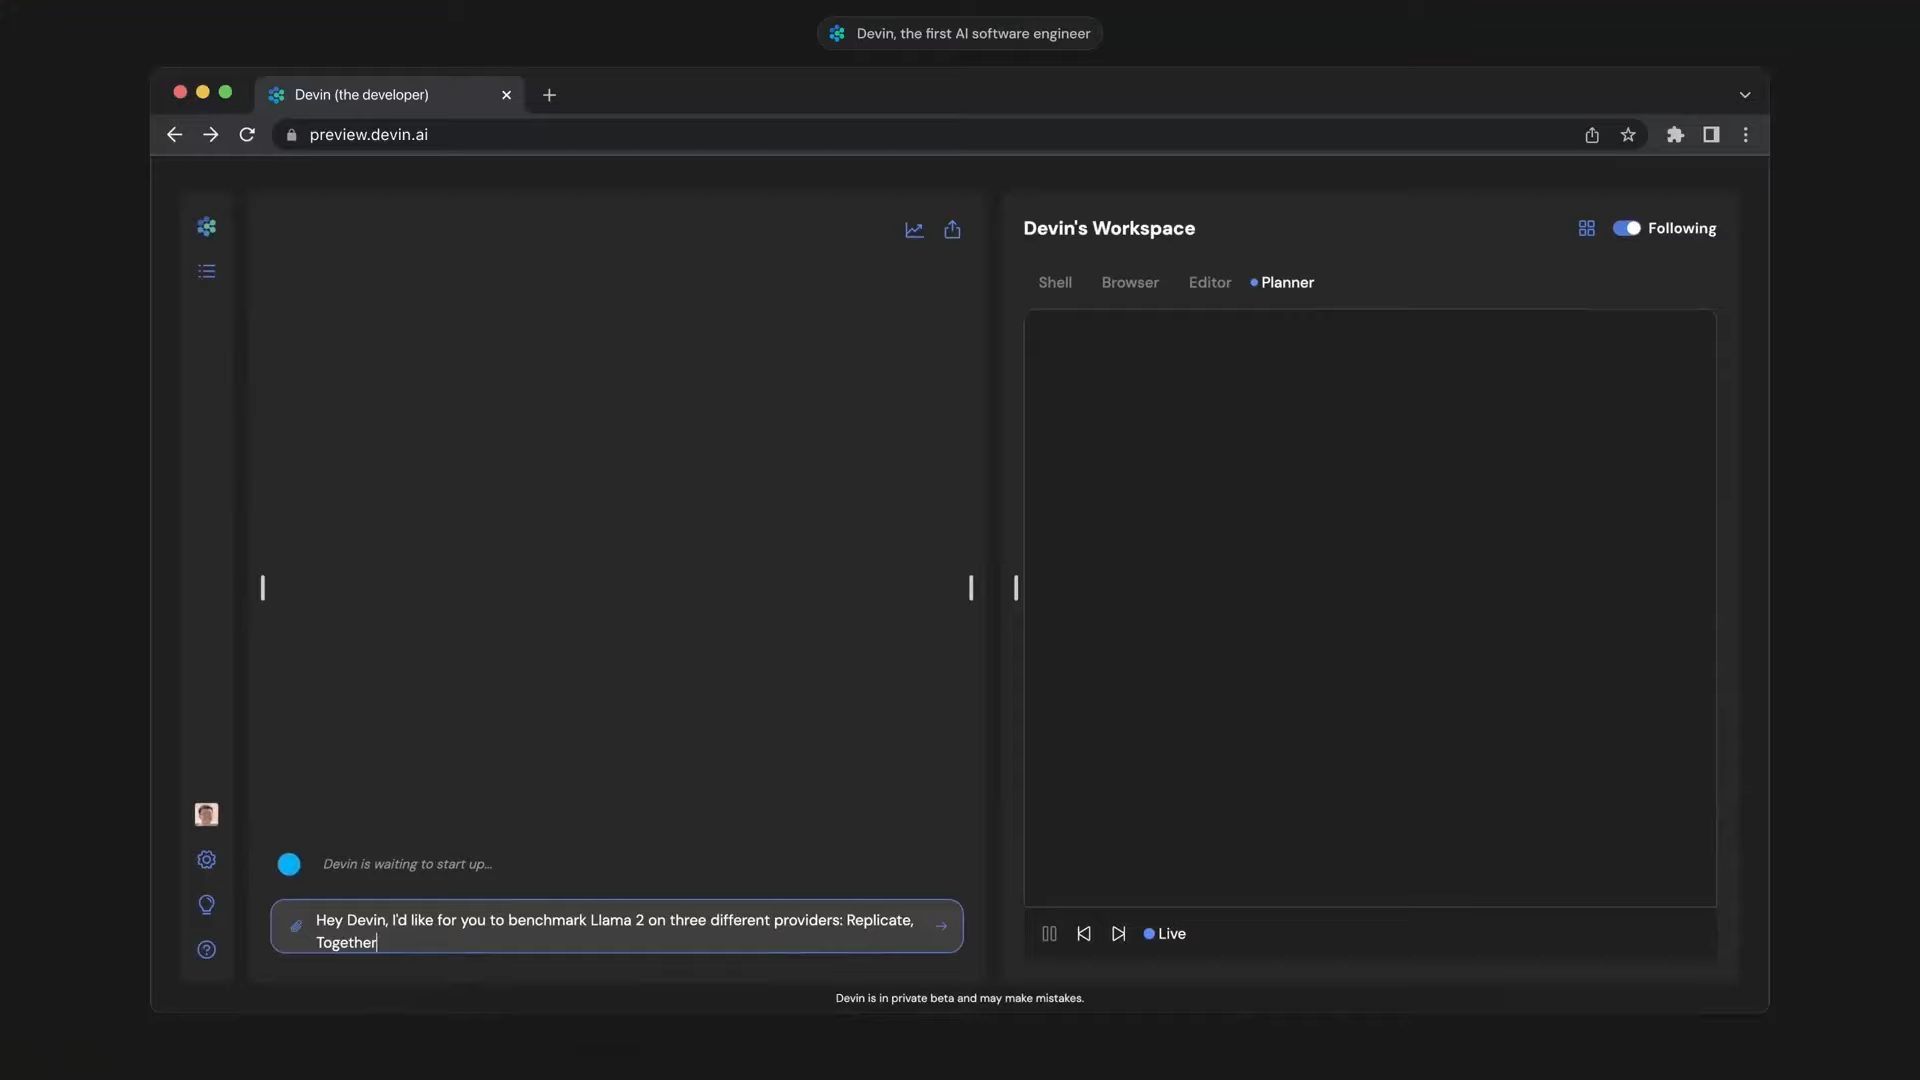 Devin, the first AI software engineer
Devin (the developer)
preview.devin.ai
Devin's Workspace
Following
Shell
Browser
Editor
Planner
Devin is waiting to start up...
Hey Devin, I'd like for you to benchmark Llama 2 on three different providers: Replicate,
Together
Live
Devin is in private beta and may make mistakes.